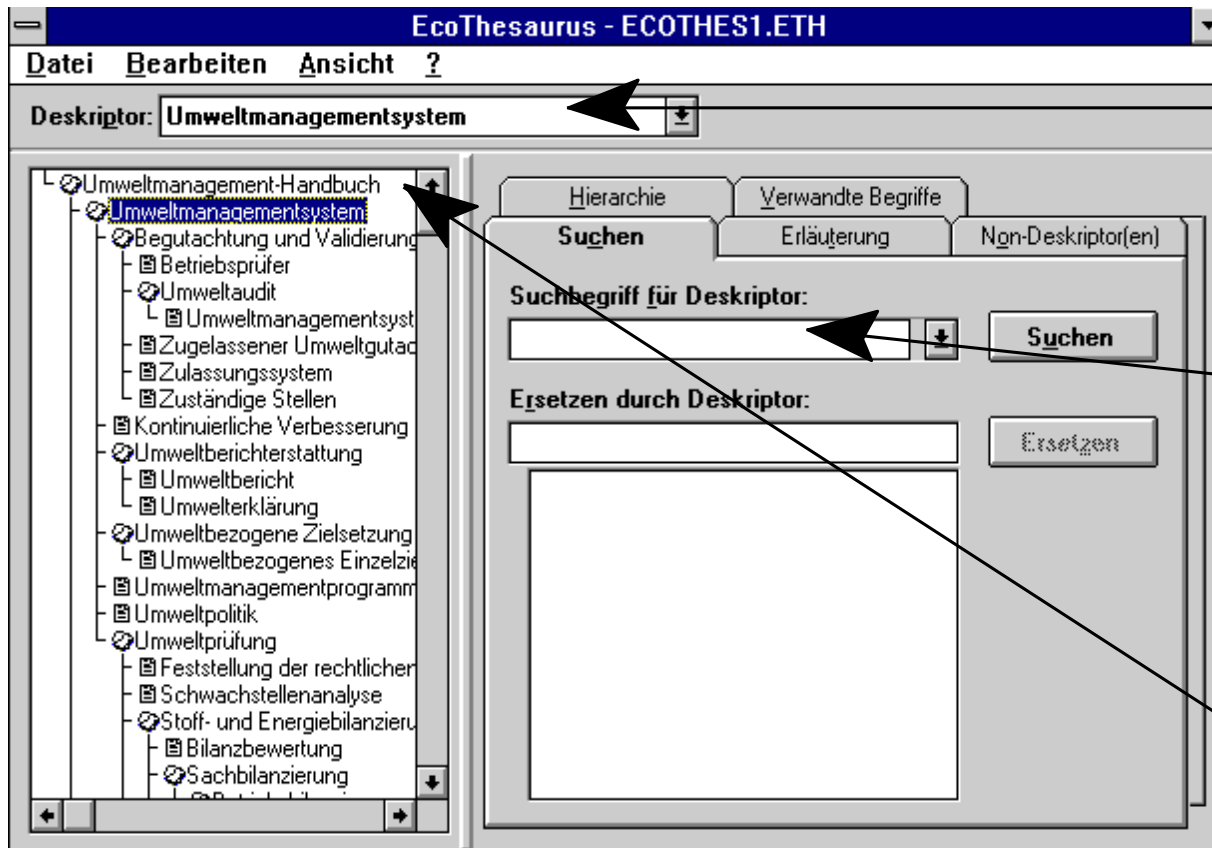 EcoThesaurus - ECOTHES1.ETH
Datei Bearbeiten Ansicht ?
Deskriptor: Umweltmanagementsystem
Umweltmanagement-Handbuch
Umweltmanagementsystem
Begutachtung und Validierung
Betriebsprüfer
Umweltaudit
Umweltmanagementsyst
Zugelassener Umweltgutac
Zulassungssystem
Zuständige Stellen
Kontinuierliche Verbesserung
Umweltberichterstattung
Umweltbericht
Umwelterklärung
Umweltbezogene Zielsetzung
Umweltbezogenes Einzelzie
Umweltmanagementprogramm
Umweltpolitik
Umweltprüfung
Feststellung der rechtlicher
Schwachstellenanalyse
Stoff- und Energiebilanzieru
Bilanzbewertung
Sachbilanzierung
Hierarchie Verwandte Begriffe
Suchen Erläuterung Non-Deskriptor(en)
Suchbegriff für Deskriptor:
Suchen
Ersetzen durch Deskriptor:
Ersetzen